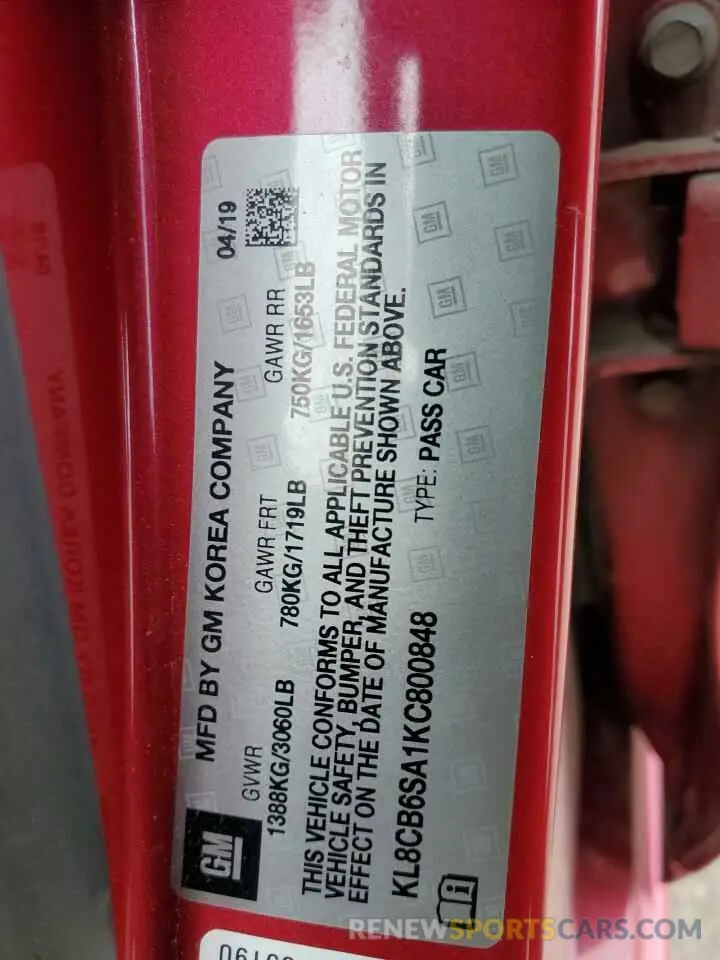 MFD BY GM KOREA COMPANY 04/19
GVWR GAWR FRT GAWR RR
1388KG/3060LB 780KG/1719LB 750KG/1653LB
THIS VEHICLE CONFORMS TO ALL APPLICABLE U.S. FEDERAL MOTOR
VEHICLE SAFETY, BUMPER, AND THEFT PREVENTION STANDARDS IN
EFFECT ON THE DATE OF MANUFACTURE SHOWN ABOVE.
KL8CB6SA1KC800848 TYPE: PASS CAR
GM
RENEWSPORTSCARS.COM